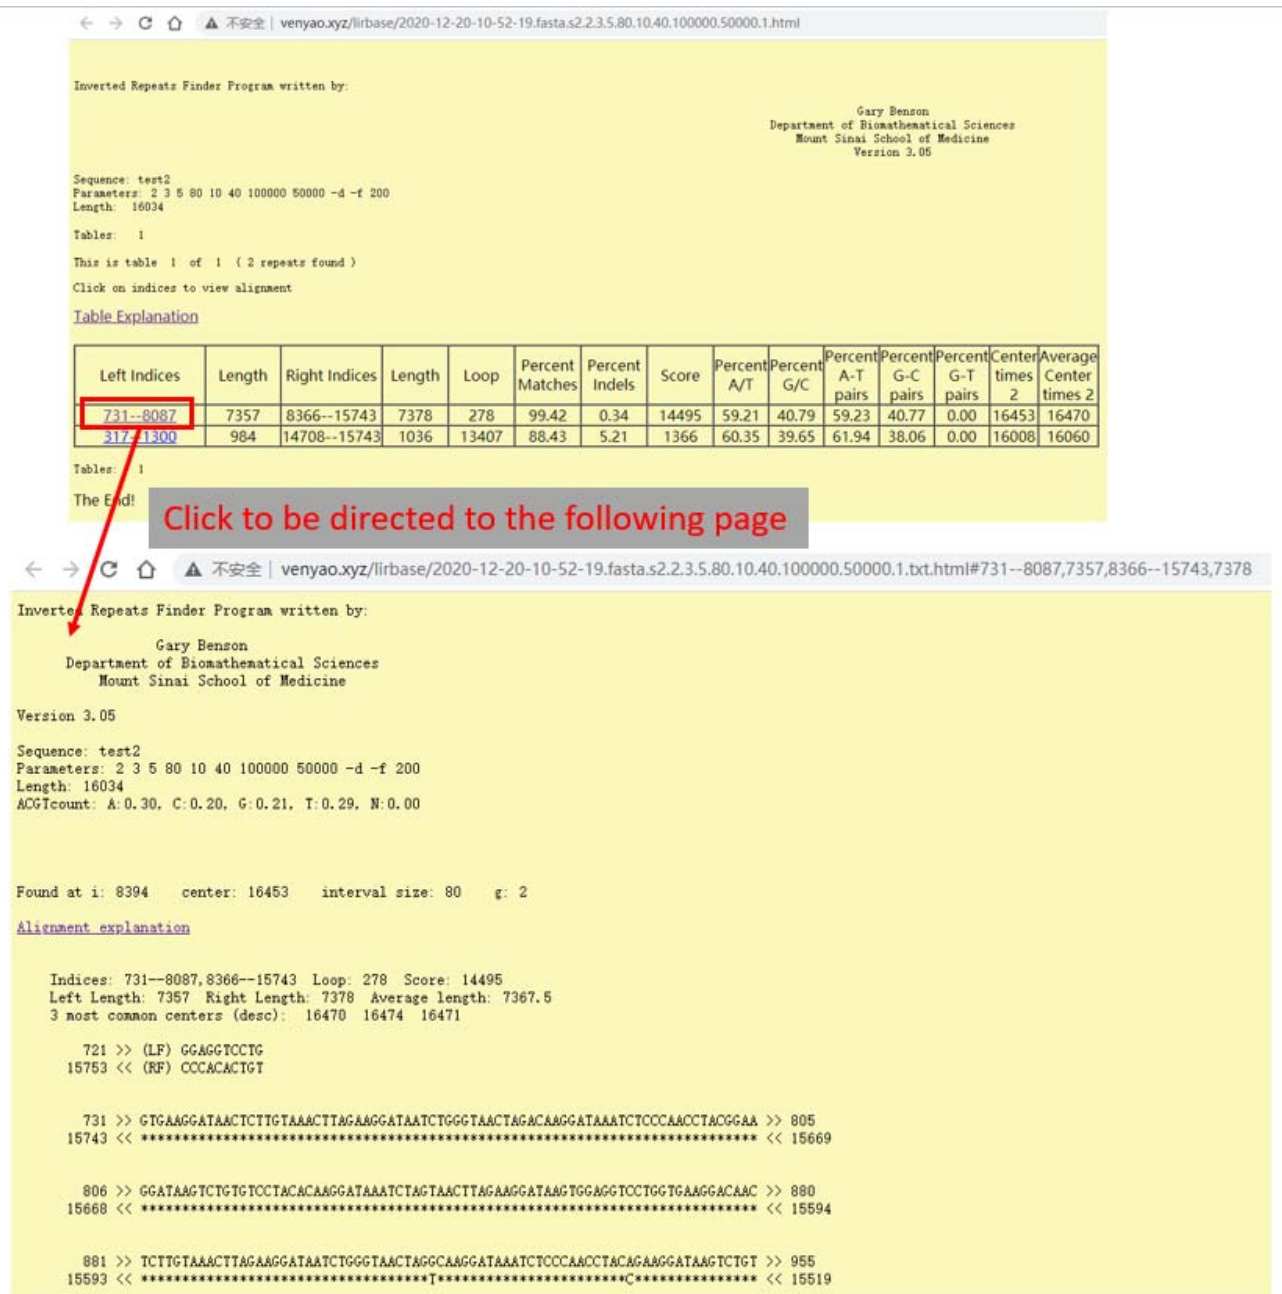 不安全 | venyao.xyz/lirbase/2020-12-20-10-52-19.fasta.s2.2.3.5.80.10.40.100000.50000.1.html
Inverted Repeats Finder Program written by:
Gary Benson
Department of Biomathematical Sciences
Mount Sinai School of Medicine
Version 3.05
Sequence: test2
Parameters: 2 3 5 80 10 40 100000 50000 -d -f 200
Length: 16034
Tables: 1
This is table 1 of 1 ( 2 repeats found )
Click on indices to view alignment
Table Explanation
Left Indices Length Right Indices Length Loop Percent Matches Percent Indels Score Percent A/T Percent G/C Percent A-T pairs Percent G-C pairs Percent G-T pairs Center times 2 Average Center times 2
731--8087 7357 8366--15743 7378 278 99.42 0.34 14495 59.21 40.79 59.23 40.77 0.00 16453 16470
317--1300 984 14708--15743 1036 13407 88.43 5.21 1366 60.35 39.65 61.94 38.06 0.00 16008 16060
Tables: 1
The End!
Click to be directed to the following page
不安全 | venyao.xyz/lirbase/2020-12-20-10-52-19.fasta.s2.2.3.5.80.10.40.100000.50000.1.txt.html#731--8087,7357,8366--15743,7378
Inverted Repeats Finder Program written by:
Gary Benson
Department of Biomathematical Sciences
Mount Sinai School of Medicine
Version 3.05
Sequence: test2
Parameters: 2 3 5 80 10 40 100000 50000 -d -f 200
Length: 16034
ACGTcount: A:0.30, C:0.20, G:0.21, T:0.29, N:0.00
Found at i: 8394 center: 16453 interval size: 80 g: 2
Alignment explanation
Indices: 731--8087,8366--15743 Loop: 278 Score: 14495
Left Length: 7357 Right Length: 7378 Average length: 7367.5
3 most common centers (desc): 16470 16474 16471
721 >> (LF) GGAGGTCCTG
15753 << (RF) CCCACACTGT
731 >> GTGAAGGATAACTCTTGTAAACTTAGAAGGATAATCTGGGTAACTAGACAAGGATAAATCTCCCAACCTACGGAA >> 805
15743 << *************************************************************************** << 15669
806 >> GGATAAGTCTGTGTCCTACACAAGGATAAATCTAGTAACTTAGAAGGATAAGTGGAGGTCCTGGTGAAGGACAAC >> 880
15668 << *************************************************************************** << 15594
881 >> TCTTGTAAACTTAGAAGGATAATCTGGGTAACTAGGCAAGGATAAATCTCCCAACCTACAGAAGGATAAGTCTGT >> 955
15593 << ***********************************T***********************C*************** << 15519